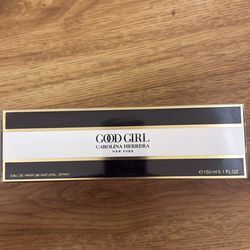 GOOD GIRL
CAROLINA HERRERA
NEW YORK
EAU DE PARFUM NATURAL SPRAY
℮ 150 ml 5.1 FL.OZ